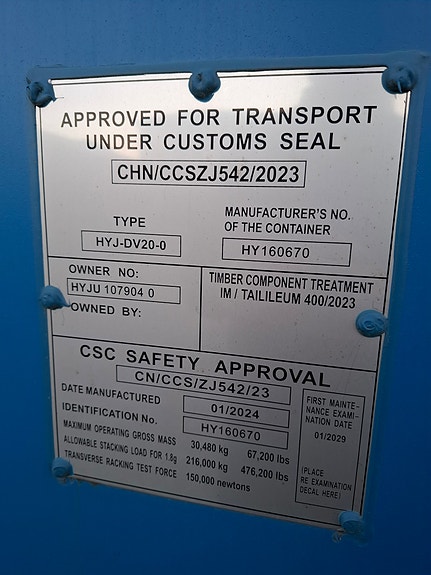 APPROVED FOR TRANSPORT
UNDER CUSTOMS SEAL
CHN/CCSZJ542/2023
TYPE
HYJ-DV20-0
MANUFACTURER'S NO.
OF THE CONTAINER
HY160670
OWNER NO:
HYJU 107904 0
OWNED BY:
TIMBER COMPONENT TREATMENT
IM / TAILILEUM 400/2023
CSC SAFETY APPROVAL
CN/CCS/ZJ542/23
DATE MANUFACTURED 01/2024
IDENTIFICATION No. HY160670
MAXIMUM OPERATING GROSS MASS 30,480 kg 67,200 lbs
ALLOWABLE STACKING LOAD FOR 1.8g 216,000 kg 476,200 lbs
TRANSVERSE RACKING TEST FORCE 150,000 newtons
FIRST MAINTE-
NANCE EXAMI-
NATION DATE
01/2029
(PLACE
RE EXAMINATION
DECAL HERE)